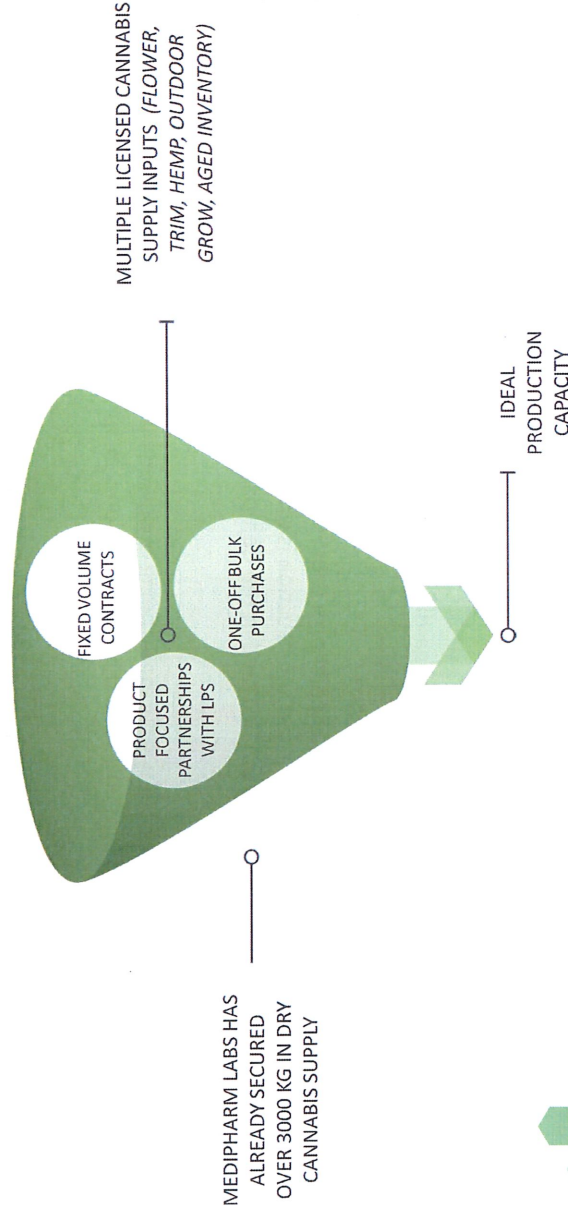 MEDIPHARM LABS HAS
ALREADY SECURED
OVER 3000 KG IN DRY
CANNABIS SUPPLY
PRODUCT
FOCUSED
PARTNERSHIPS
WITH LPS
FIXED VOLUME
CONTRACTS
ONE-OFF BULK
PURCHASES
MULTIPLE LICENSED CANNABIS
SUPPLY INPUTS (FLOWER,
TRIM, HEMP, OUTDOOR
GROW, AGED INVENTORY)
IDEAL
PRODUCTION
CAPACITY